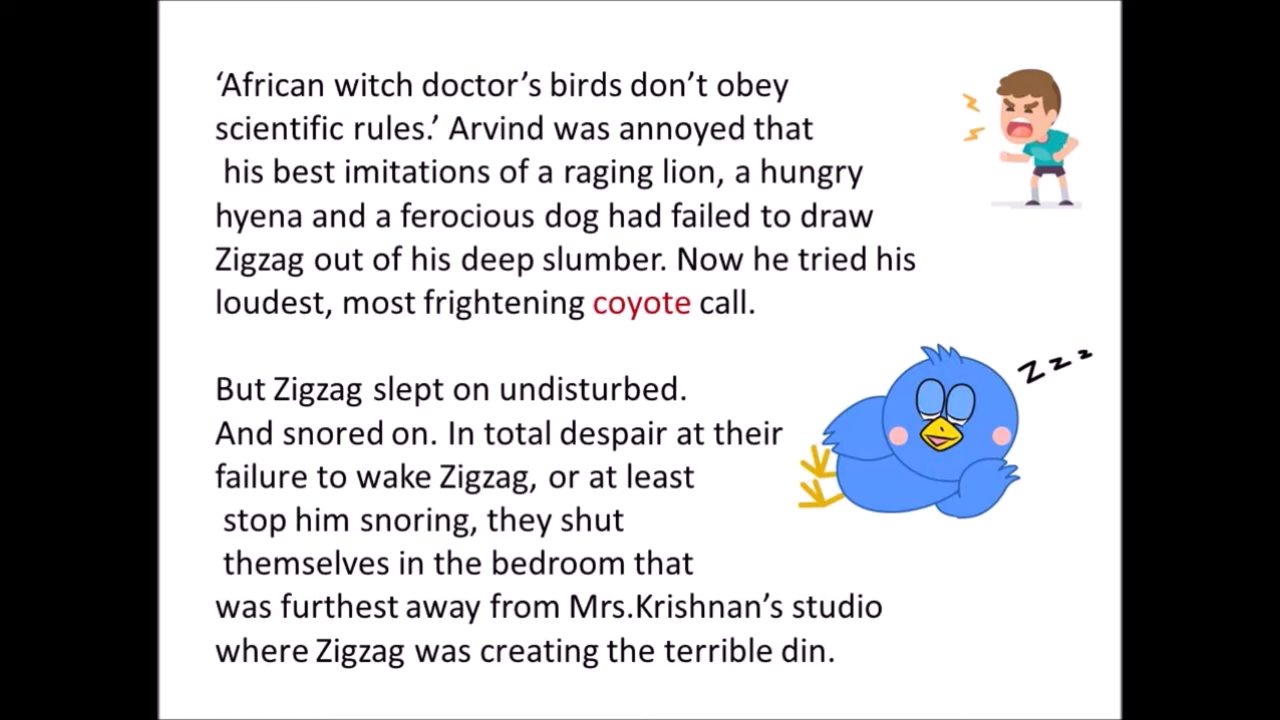 ‘African witch doctor’s birds don’t obey
scientific rules.’ Arvind was annoyed that
his best imitations of a raging lion, a hungry
hyena and a ferocious dog had failed to draw
Zigzag out of his deep slumber. Now he tried his
loudest, most frightening coyote call.
But Zigzag slept on undisturbed.
And snored on. In total despair at their
failure to wake Zigzag, or at least
stop him snoring, they shut
themselves in the bedroom that
was furthest away from Mrs.Krishnan’s studio
where Zigzag was creating the terrible din.
Z z z